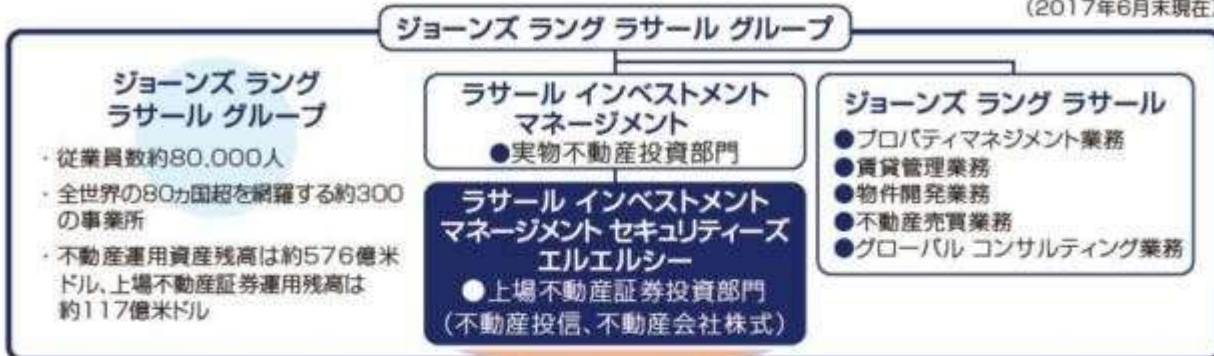 (2017年6月末現在)
ジョーンズ ラング ラサール グループ
ジョーンズ ラング
ラサール グループ
・従業員数約80,000人
・全世界の80ヵ国超を網羅する約300
の事業所
・不動産運用資産残高は約576億米
ドル、上場不動産証券運用残高は
約117億米ドル
ラサール インベストメント
マネージメント
●実物不動産投資部門
ラサール インベストメント
マネージメント セキュリティーズ
エルエルシー
●上場不動産証券投資部門
(不動産投信、不動産会社株式)
ジョーンズ ラング ラサール
●プロパティマネジメント業務
●賃貸管理業務
●物件開発業務
●不動産売買業務
●グローバル コンサルティング業務